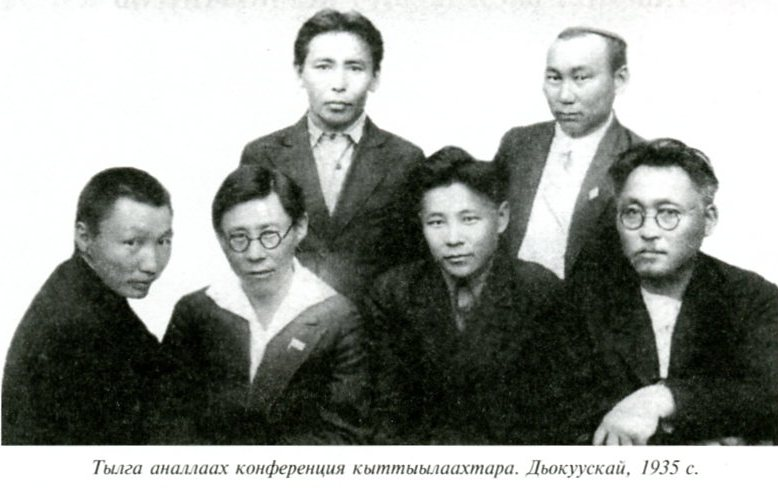 Тылга аналлаах конференция кыттыылаахтара. Дьокуускай, 1935 с.